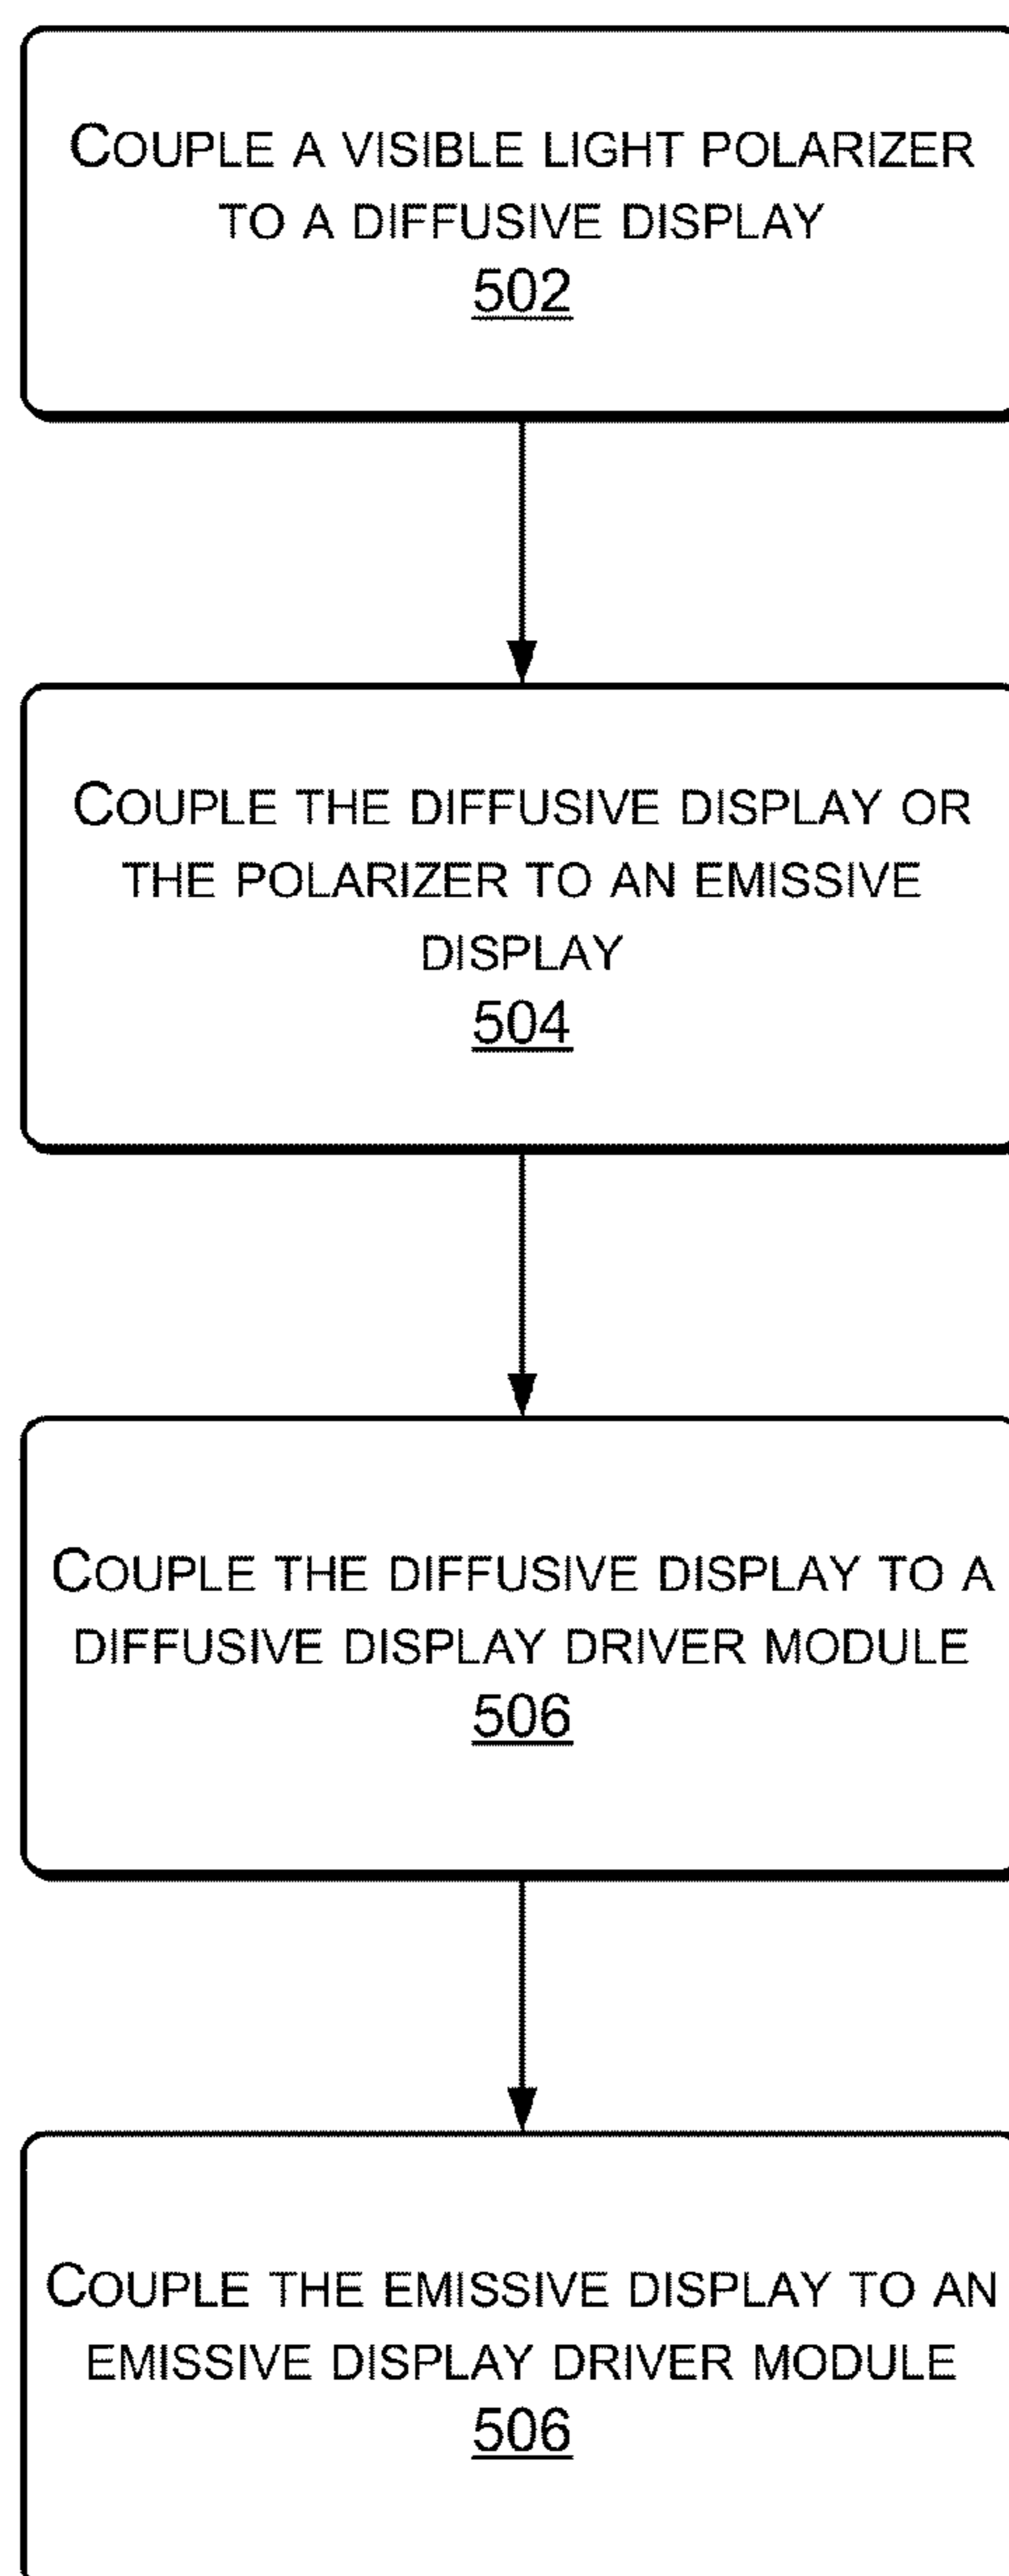 COUPLE A VISIBLE LIGHT POLARIZER
TO A DIFFUSIVE DISPLAY
502
COUPLE THE DIFFUSIVE DISPLAY OR
THE POLARIZER TO AN EMISSIVE
DISPLAY
504
COUPLE THE DIFFUSIVE DISPLAY TO A
DIFFUSIVE DISPLAY DRIVER MODULE
506
COUPLE THE EMISSIVE DISPLAY TO AN
EMISSIVE DISPLAY DRIVER MODULE
506